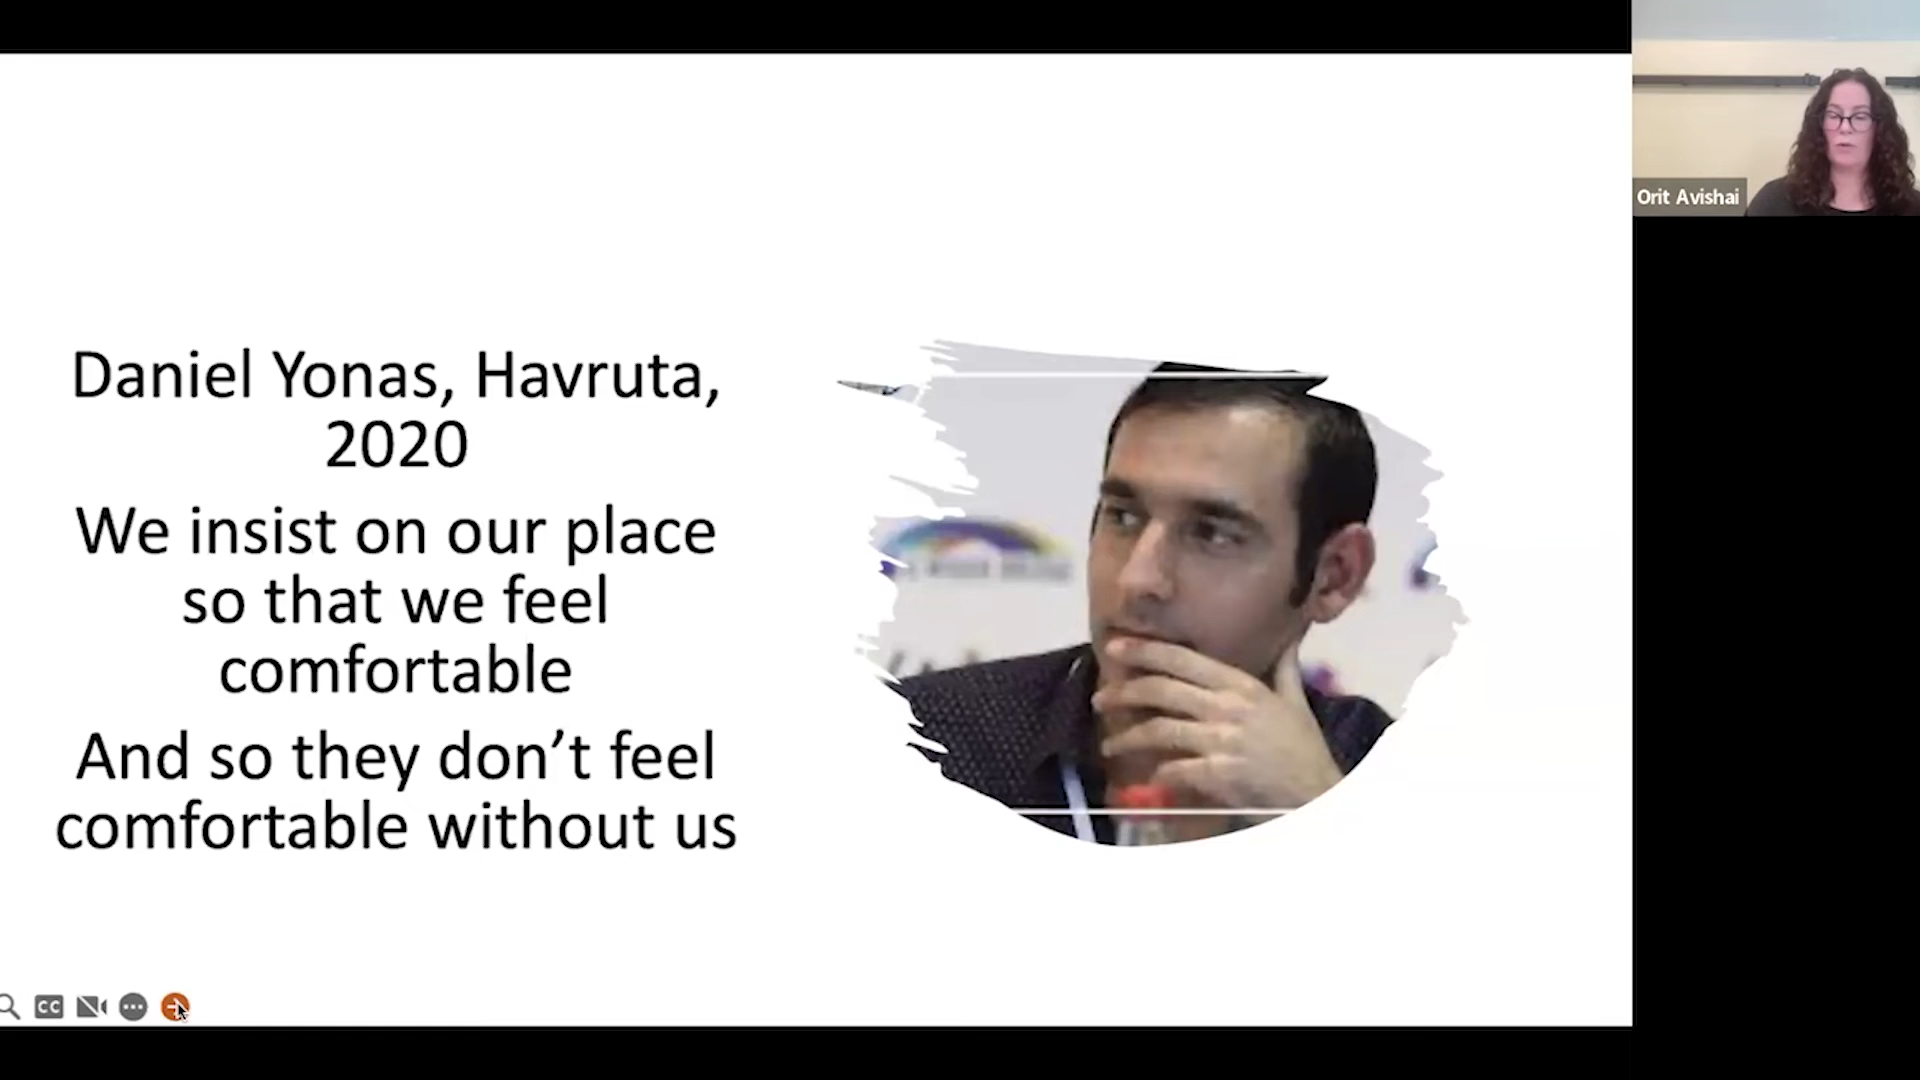 Daniel Yonas, Havruta,
2020
We insist on our place
so that we feel
comfortable
And so they don’t feel
comfortable without us
Orit Avishai
CC